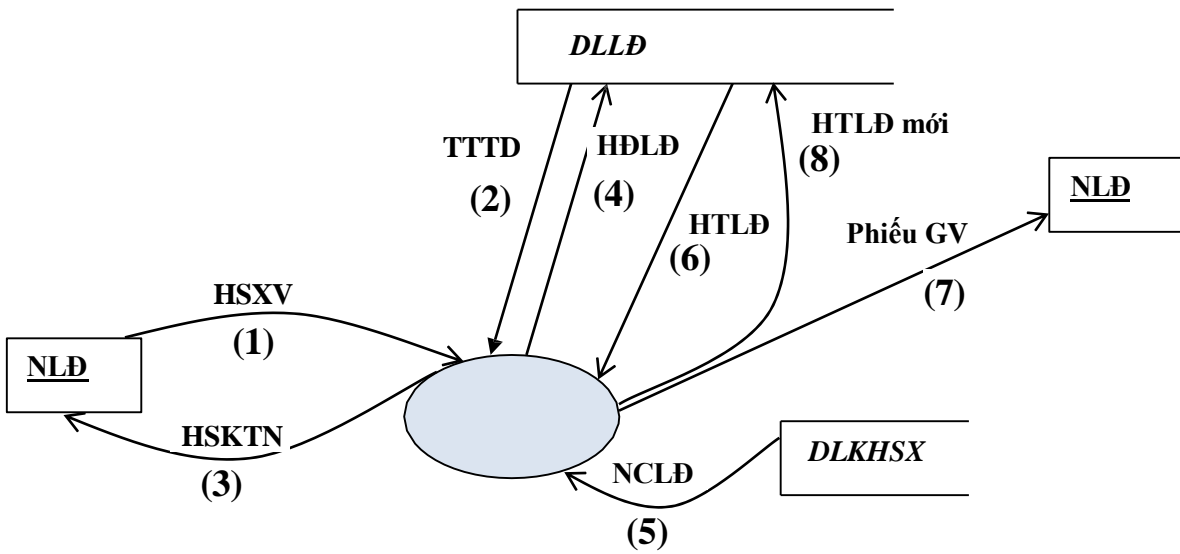 DLLĐ
HTLĐ mới
(8)
TTTD
(2)
HĐLĐ
(4)
NLĐ
HTLĐ
(6)
Phiếu GV
(7)
HSXV
(1)
NLĐ
HSKTN
(3)
DLKHSX
NCLĐ
(5)